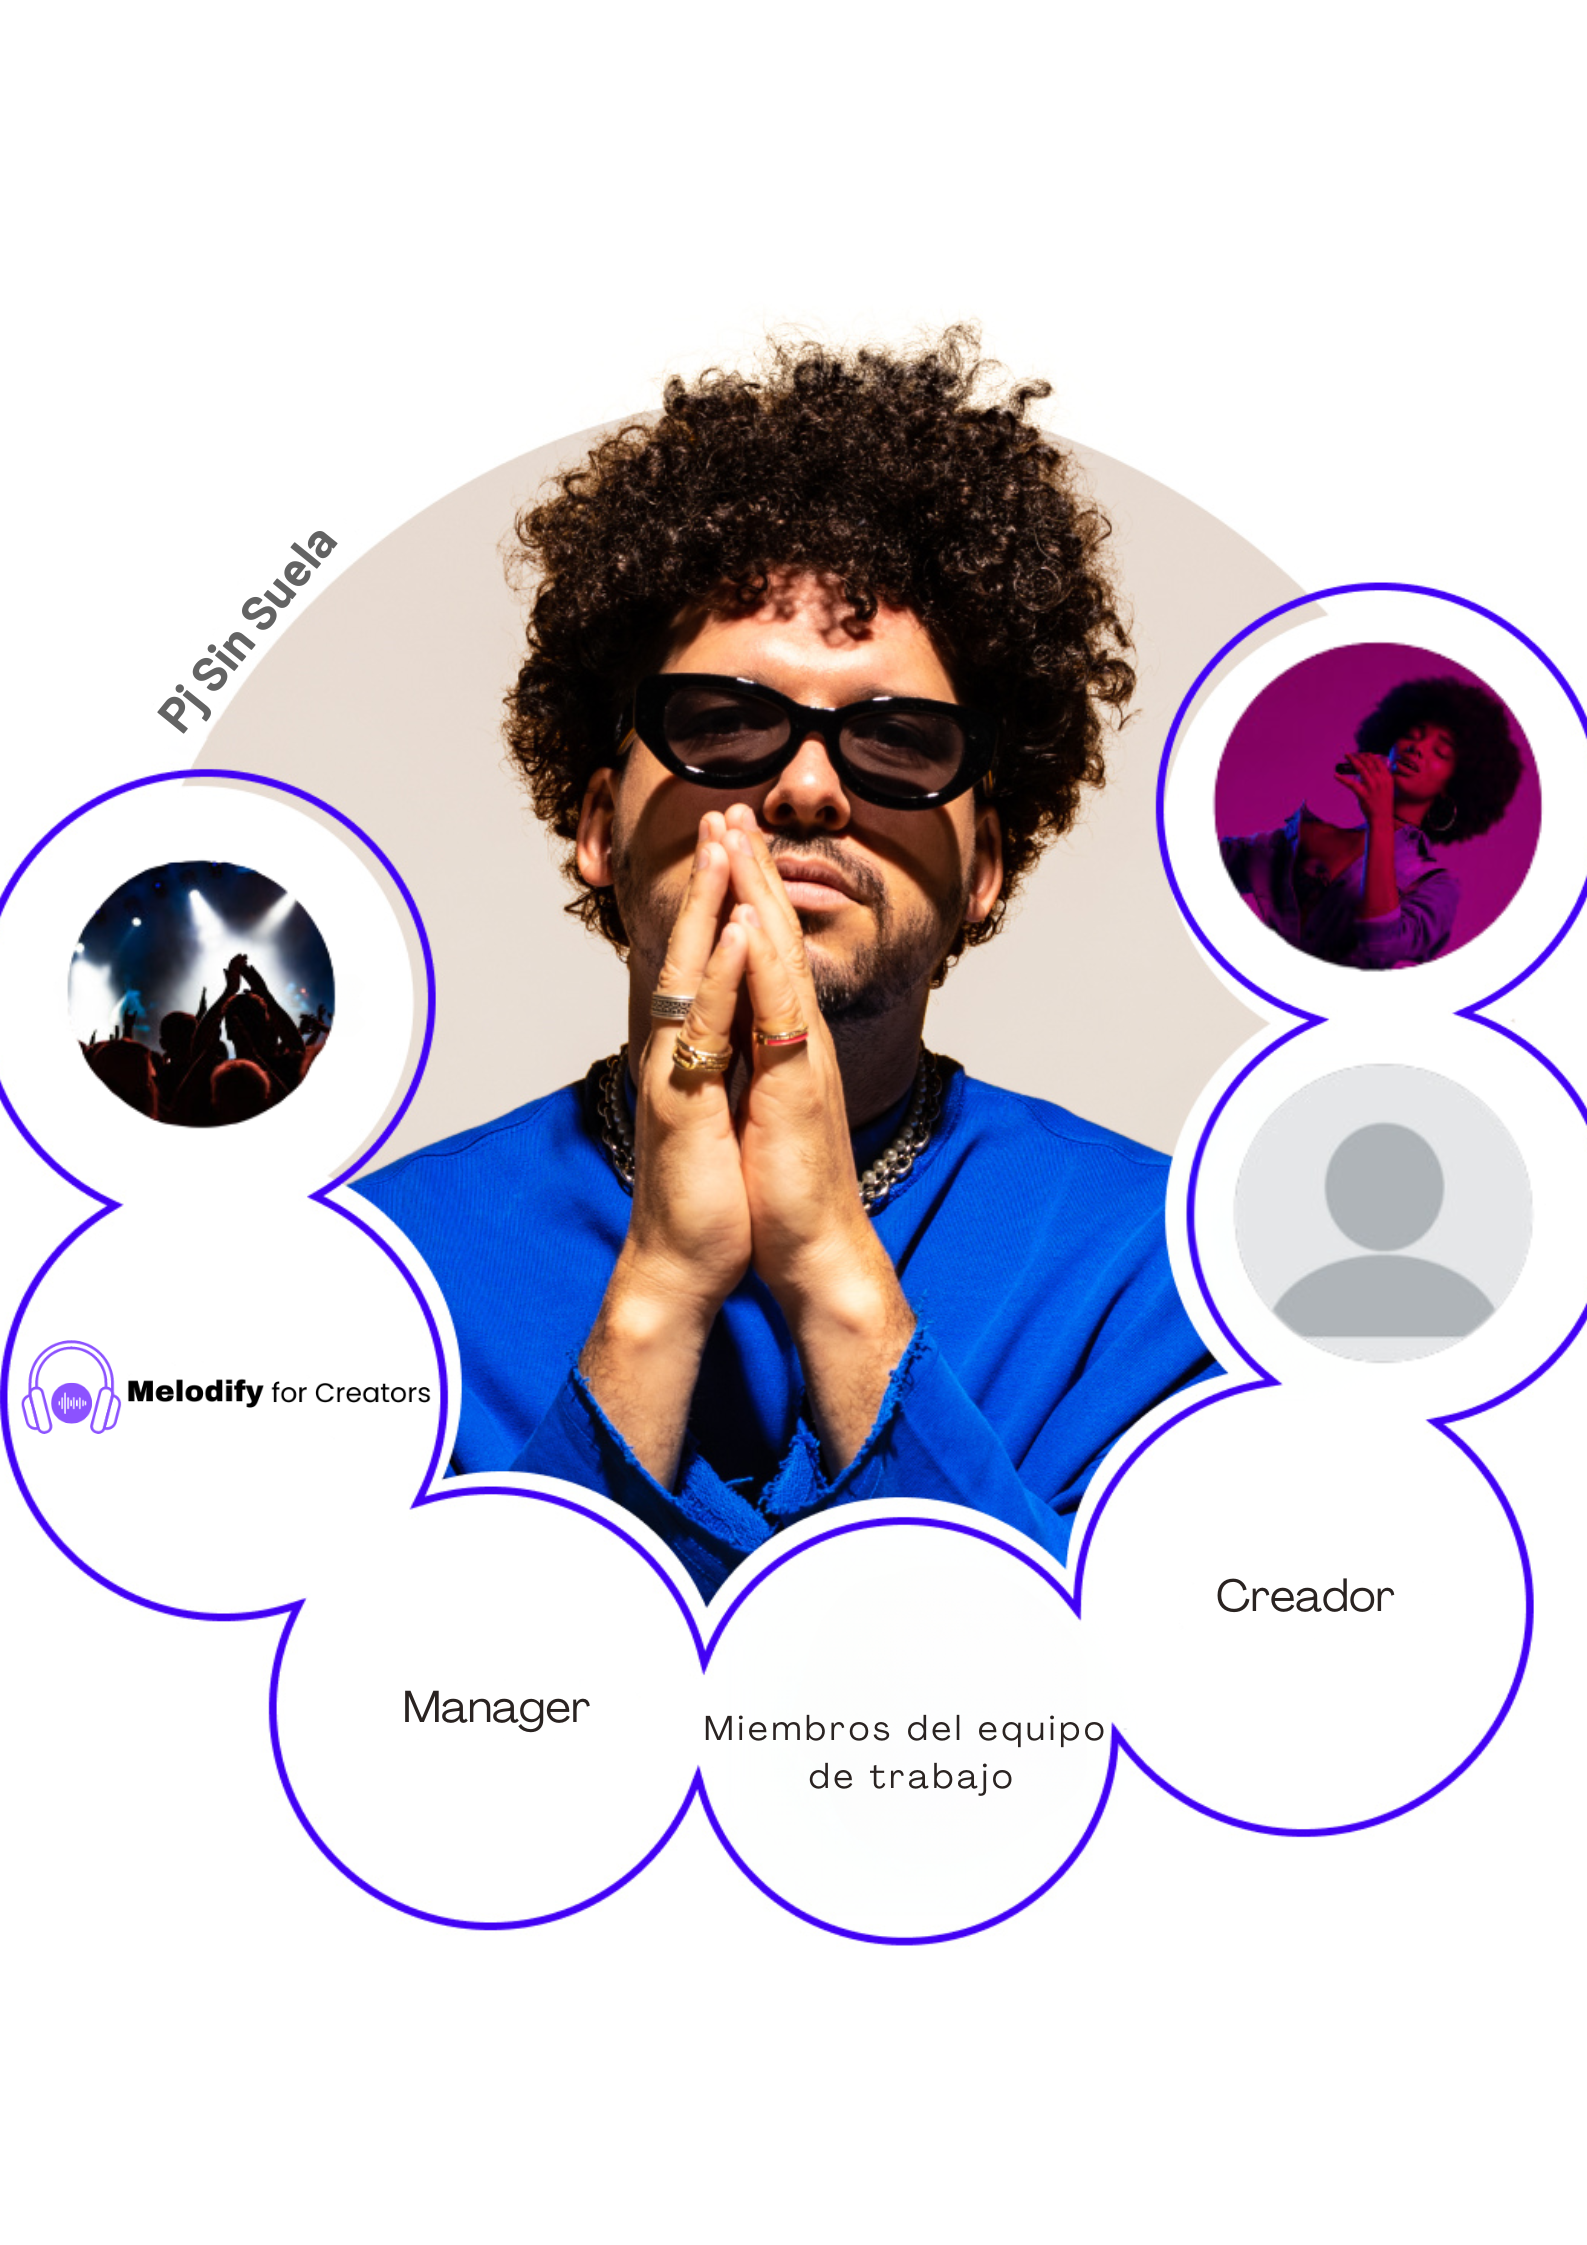 Pj Sin Suela
Melodify for Creators
Creador
Manager
Miembros del equipo
de trabajo